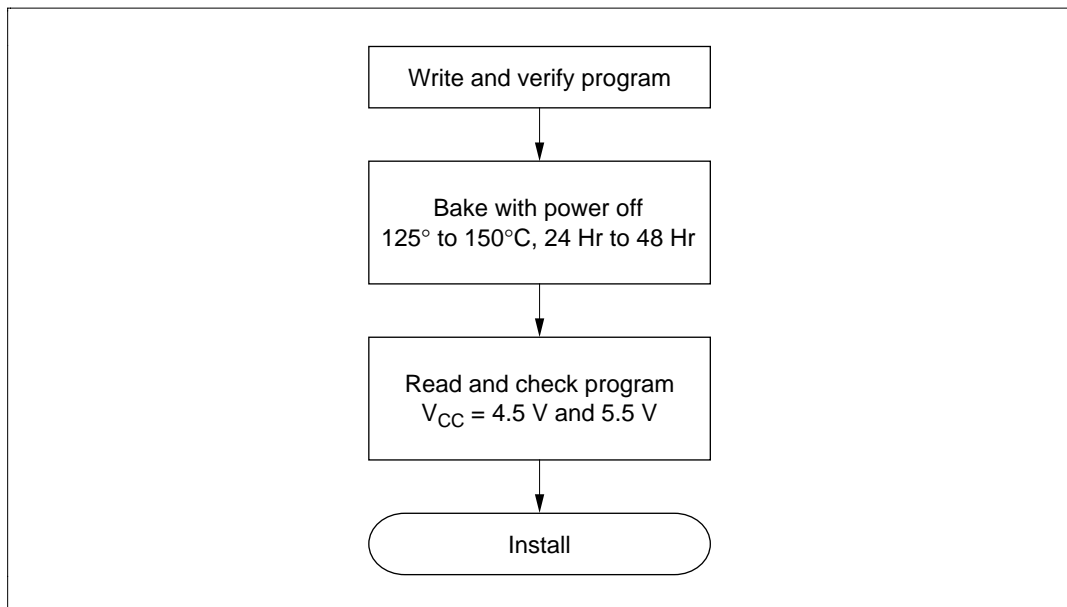 Write and verify program
Bake with power off
125° to 150°C, 24 Hr to 48 Hr
Read and check program
VCC = 4.5 V and 5.5 V
Install